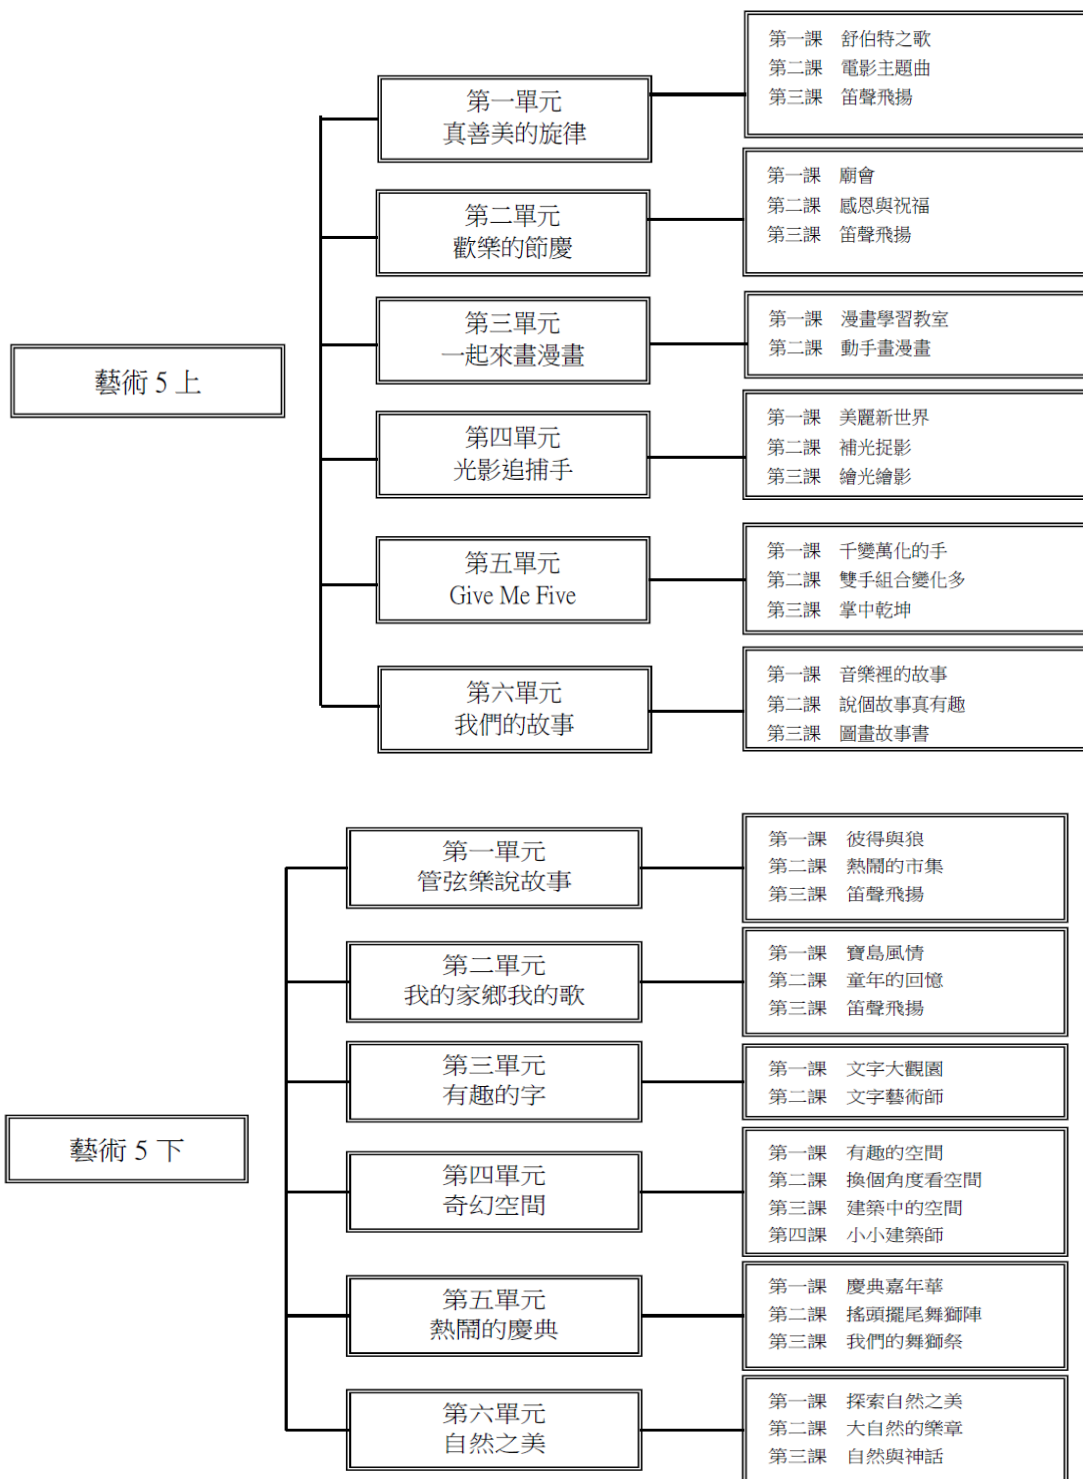 藝術 5 上
第一單元
真善美的旋律
第一課 舒伯特之歌
第二課 電影主題曲
第三課 笛聲飛揚
第二單元
歡樂的節慶
第一課 廟會
第二課 感恩與祝福
第三課 笛聲飛揚
第三單元
一起來畫漫畫
第一課 漫畫學習教室
第二課 動手畫漫畫
第四單元
光影追捕手
第一課 美麗新世界
第二課 補光捉影
第三課 繪光繪影
第五單元
Give Me Five
第一課 千變萬化的手
第二課 雙手組合變化多
第三課 掌中乾坤
第六單元
我們的故事
第一課 音樂裡的故事
第二課 說個故事真有趣
第三課 圖畫故事書
藝術 5 下
第一單元
管弦樂說故事
第一課 彼得與狼
第二課 熱鬧的市集
第三課 笛聲飛揚
第二單元
我的家鄉我的歌
第一課 寶島風情
第二課 童年的回憶
第三課 笛聲飛揚
第三單元
有趣的字
第一課 文字大觀園
第二課 文字藝術師
第四單元
奇幻空間
第一課 有趣的空間
第二課 換個角度看空間
第三課 建築中的空間
第四課 小小建築師
第五單元
熱鬧的慶典
第一課 慶典嘉年華
第二課 搖頭擺尾舞獅陣
第三課 我們的舞獅祭
第六單元
自然之美
第一課 探索自然之美
第二課 大自然的樂章
第三課 自然與神話